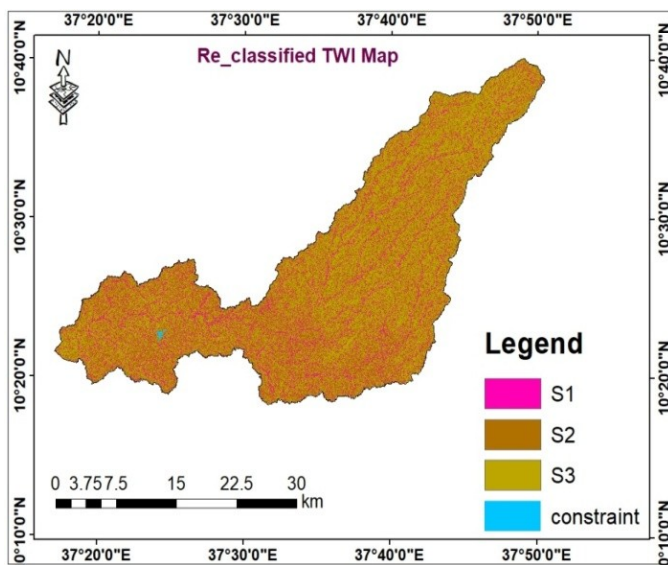 37°20'0"E 37°30'0"E 37°40'0"E 37°50'0"E
Re_classified TWI Map
N
10°40'0"N 10°40'0"N
10°30'0"N 10°30'0"N
10°20'0"N 10°20'0"N
Legend
S1
S2
S3
constraint
0 3.75 7.5 15 22.5 30
km
0°10'0"N 0°10'0"N
37°20'0"E 37°30'0"E 37°40'0"E 37°50'0"E